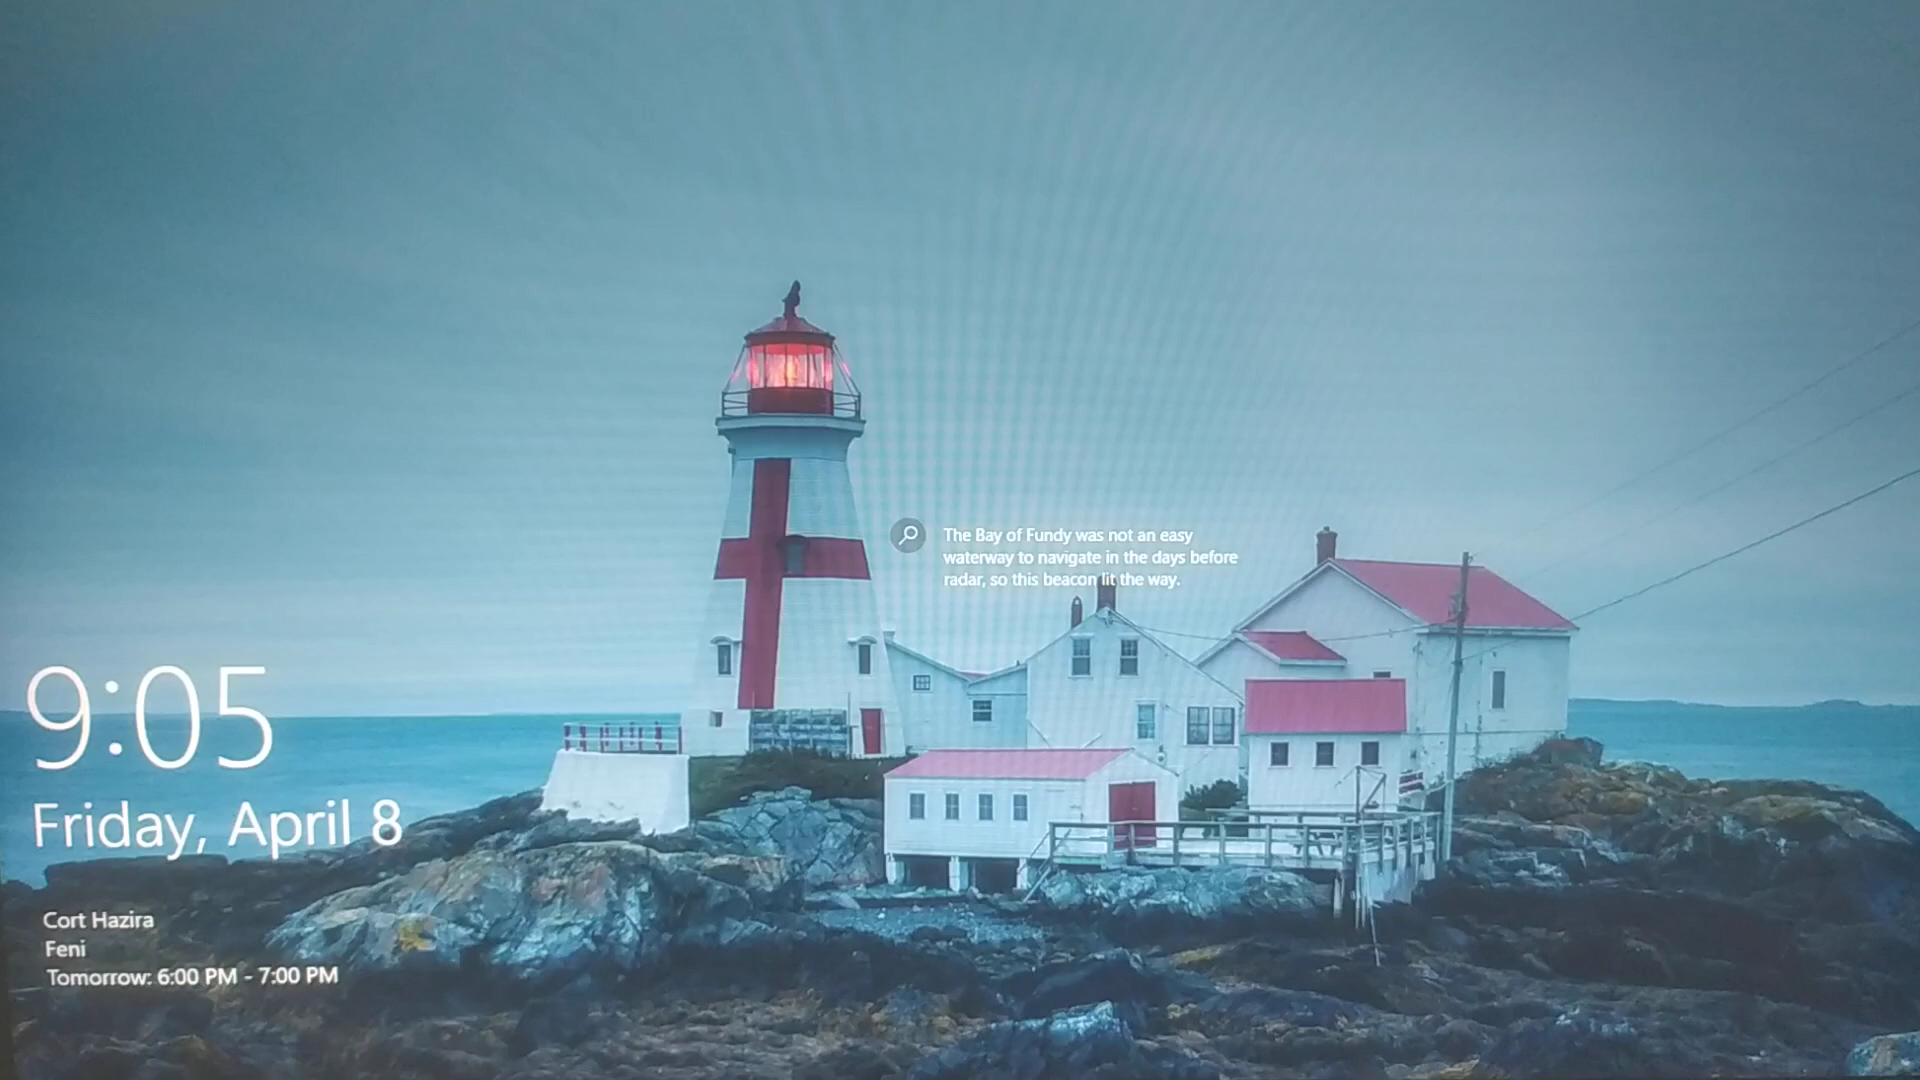 The Bay of Fundy was not an easy
waterway to navigate in the days before
radar, so this beacon lit the way.
9:05
Friday, April 8
Cort Hazira
Feni
Tomorrow: 6:00 PM - 7:00 PM